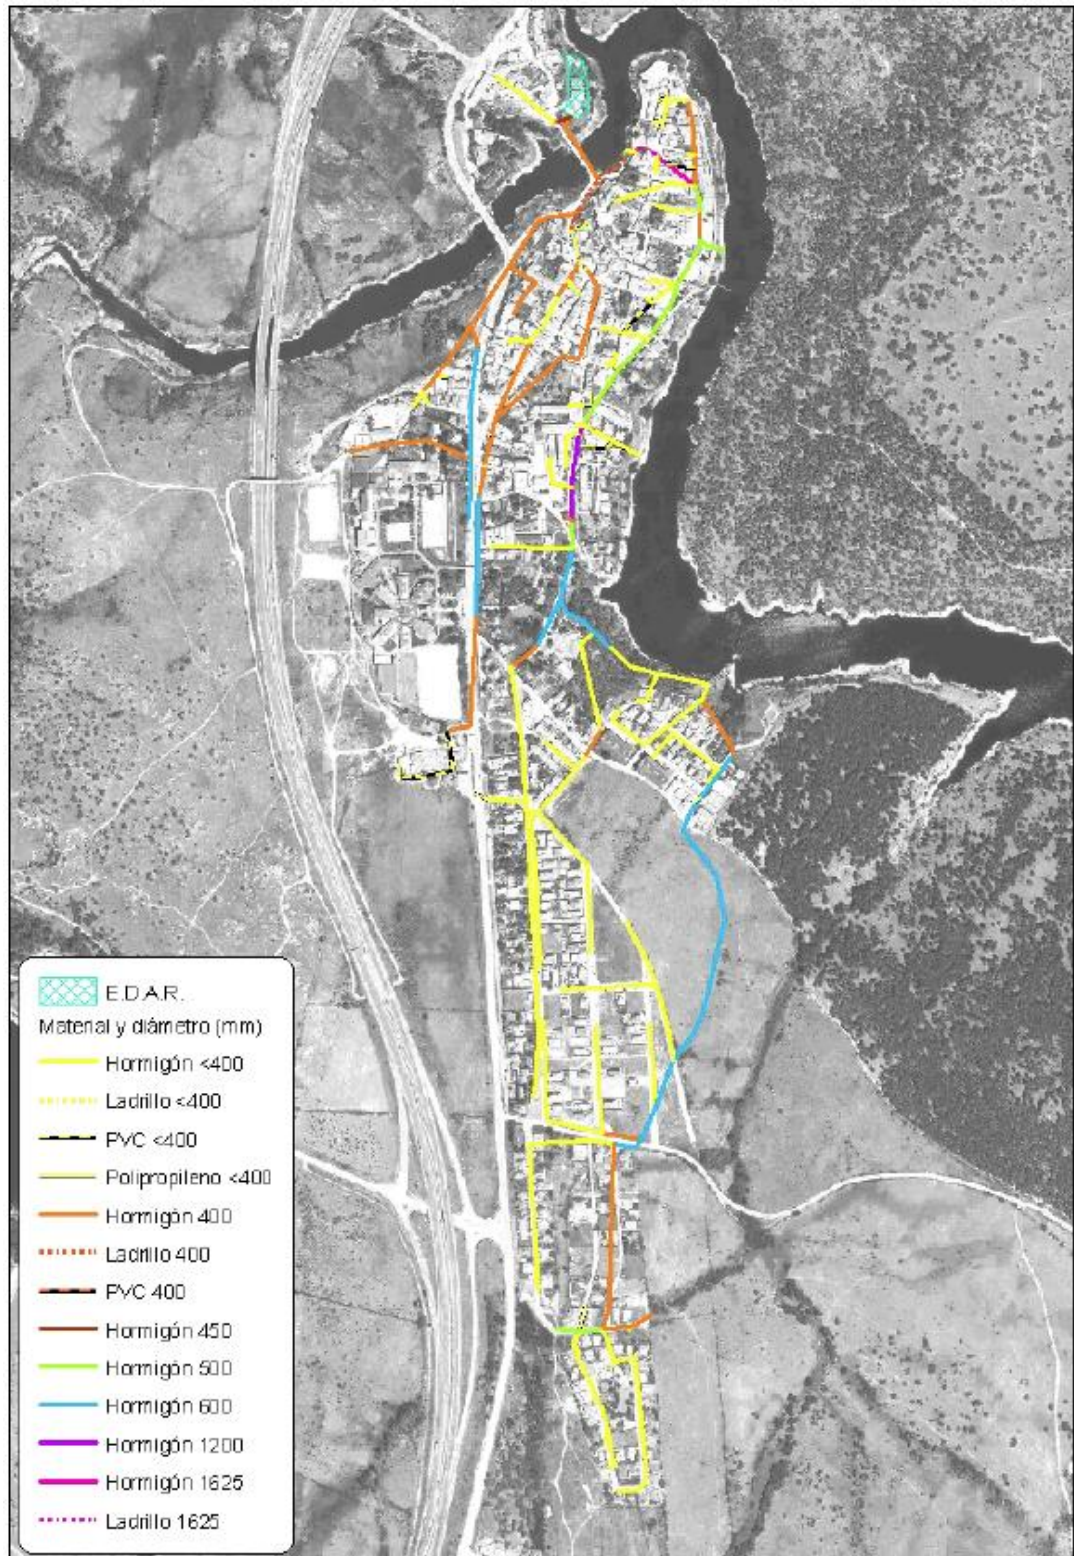 E.D.A.R.
Material y diámetro (mm)
Hormigón <400
Ladrillo <400
PVC <400
Polipropileno <400
Hormigón 400
Ladrillo 400
PVC 400
Hormigón 450
Hormigón 500
Hormigón 600
Hormigón 1200
Hormigón 1625
Ladrillo 1625